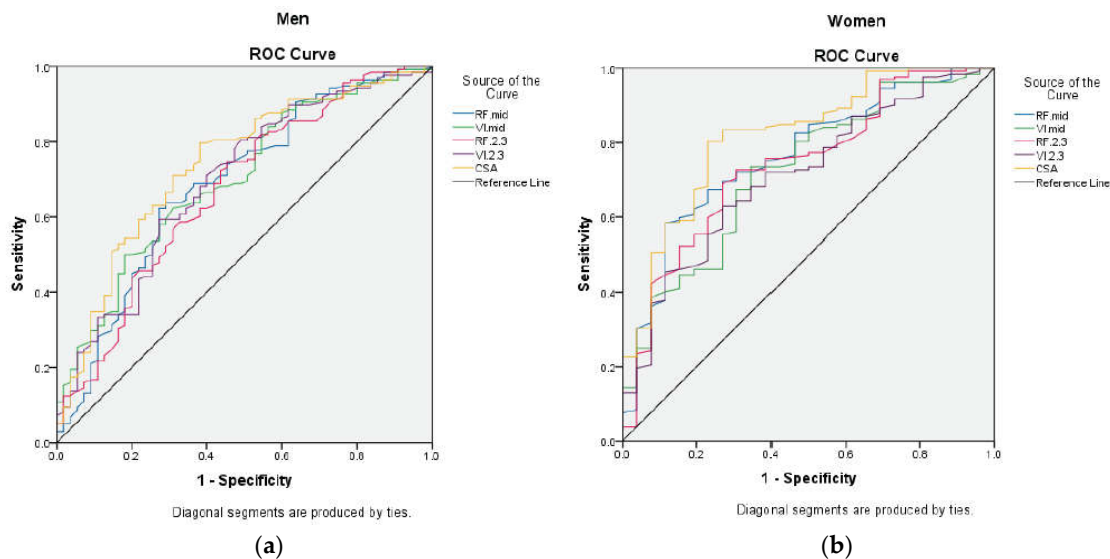 Men
ROC Curve
1.0
0.8
0.6
0.4
0.2
0.0
Sensitivity
0.0 0.2 0.4 0.6 0.8 1.0
1 - Specificity
Source of the
Curve
RF.mid
VI.mid
RF.2.3
VI.2.3
CSA
Reference Line
Diagonal segments are produced by ties.
(a)
Women
ROC Curve
1.0
0.8
0.6
0.4
0.2
0.0
Sensitivity
0.0 0.2 0.4 0.6 0.8 1.0
1 - Specificity
Source of the
Curve
RF.mid
VI.mid
RF.2.3
VI.2.3
CSA
Reference Line
Diagonal segments are produced by ties.
(b)